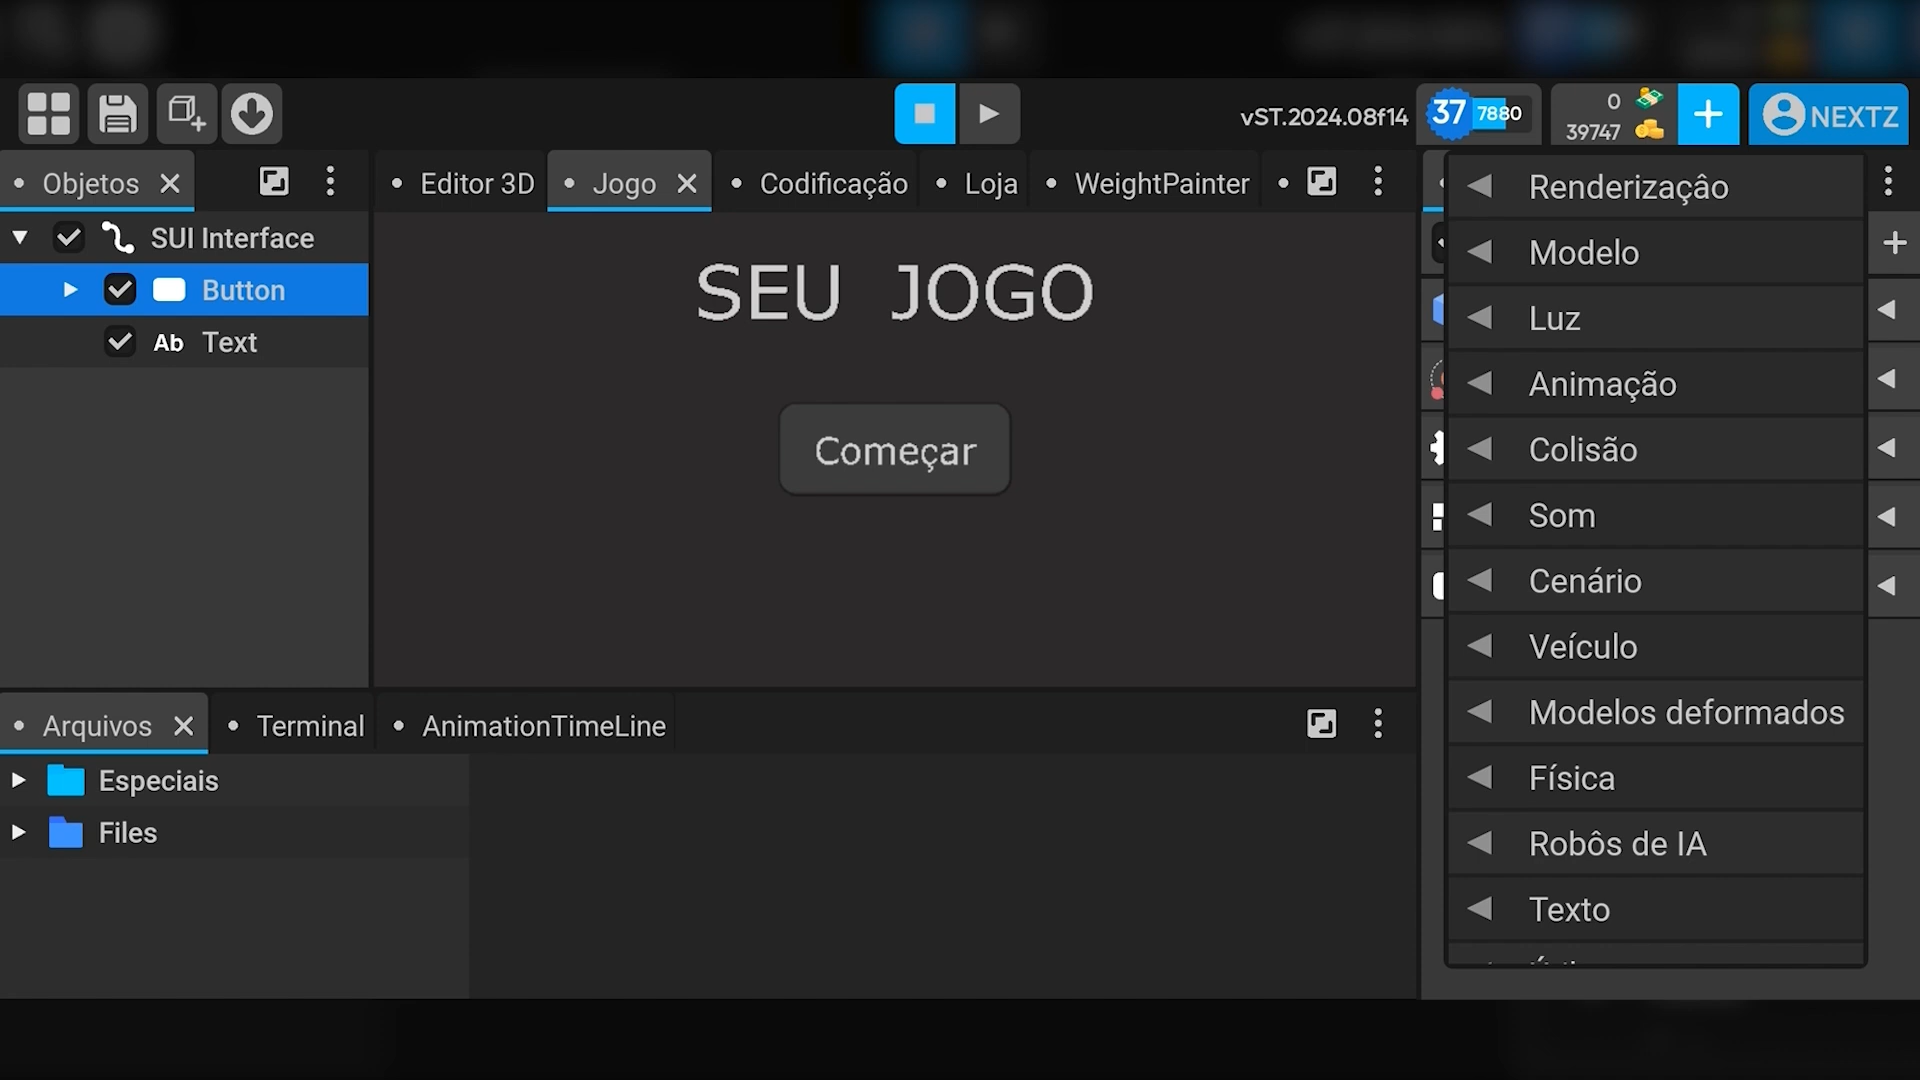 vST.2024.08f14
37
7880
0
39747
NEXTZ
Objetos
Editor 3D
Jogo
Codificação
Loja
WeightPainter
SUI Interface
Button
Ab Text
SEU JOGO
Começar
Renderizaçâo
Modelo
Luz
Animação
Colisão
Som
Cenário
Veículo
Modelos deformados
Física
Robôs de IA
Texto
Arquivos
Terminal
AnimationTimeLine
Especiais
Files